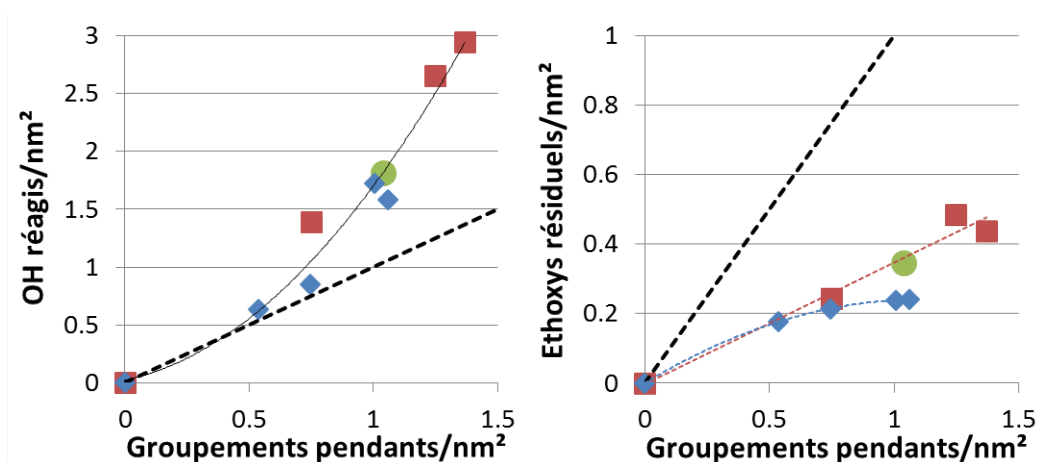 OH réagis/nm²
3
2.5
2
1.5
1
0.5
0
0 0.5 1 1.5
Groupements pendants/nm²
Ethoxys résiduels/nm²
1
0.8
0.6
0.4
0.2
0
0 0.5 1 1.5
Groupements pendants/nm²